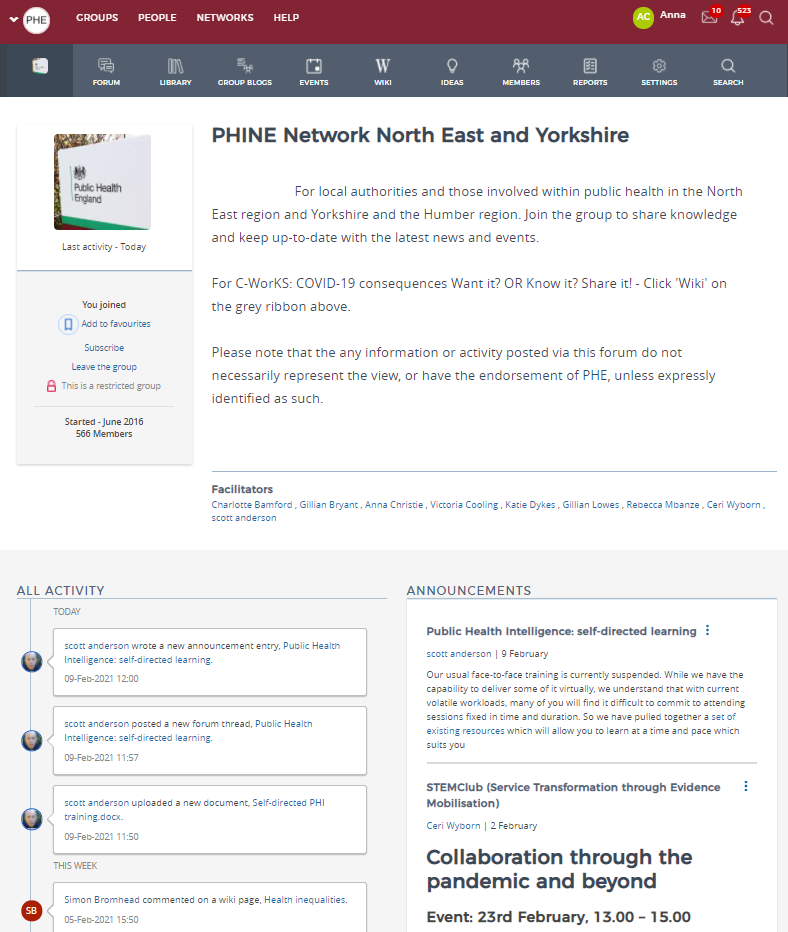 PHE GROUPS PEOPLE NETWORKS HELP AC Anna 10 523
FORUM LIBRARY GROUP BLOGS EVENTS W WIKI IDEAS MEMBERS REPORTS SETTINGS SEARCH
Public Health
England
Last activity - Today
You joined
Add to favourites
Subscribe
Leave the group
This is a restricted group
Started - June 2016
566 Members
PHINE Network North East and Yorkshire
For local authorities and those involved within public health in the North
East region and Yorkshire and the Humber region. Join the group to share knowledge
and keep up-to-date with the latest news and events.
For C-WorKS: COVID-19 consequences Want it? OR Know it? Share it! - Click 'Wiki' on
the grey ribbon above.
Please note that the any information or activity posted via this forum do not
necessarily represent the view, or have the endorsement of PHE, unless expressly
identified as such.
Facilitators
Charlotte Bamford , Gillian Bryant , Anna Christie , Victoria Cooling , Katie Dykes , Gillian Lowes , Rebecca Mbanze , Ceri Wyborn ,
scott anderson
ALL ACTIVITY
TODAY
scott anderson wrote a new announcement entry, Public Health
Intelligence: self-directed learning.
09-Feb-2021 12:00
scott anderson posted a new forum thread, Public Health
Intelligence: self-directed learning.
09-Feb-2021 11:57
scott anderson uploaded a new document, Self-directed PHI
training.docx.
09-Feb-2021 11:50
THIS WEEK
SB
Simon Bromhead commented on a wiki page, Health inequalities.
05-Feb-2021 15:50
ANNOUNCEMENTS
Public Health Intelligence: self-directed learning
scott anderson | 9 February
Our usual face-to-face training is currently suspended. While we have the
capability to deliver some of it virtually, we understand that with current
volatile workloads, many of you will find it difficult to commit to attending
sessions fixed in time and duration. So we have pulled together a set of
existing resources which will allow you to learn at a time and pace which
suits you
STEMClub (Service Transformation through Evidence
Mobilisation)
Ceri Wyborn | 2 February
Collaboration through the
pandemic and beyond
Event: 23rd February, 13.00 – 15.00